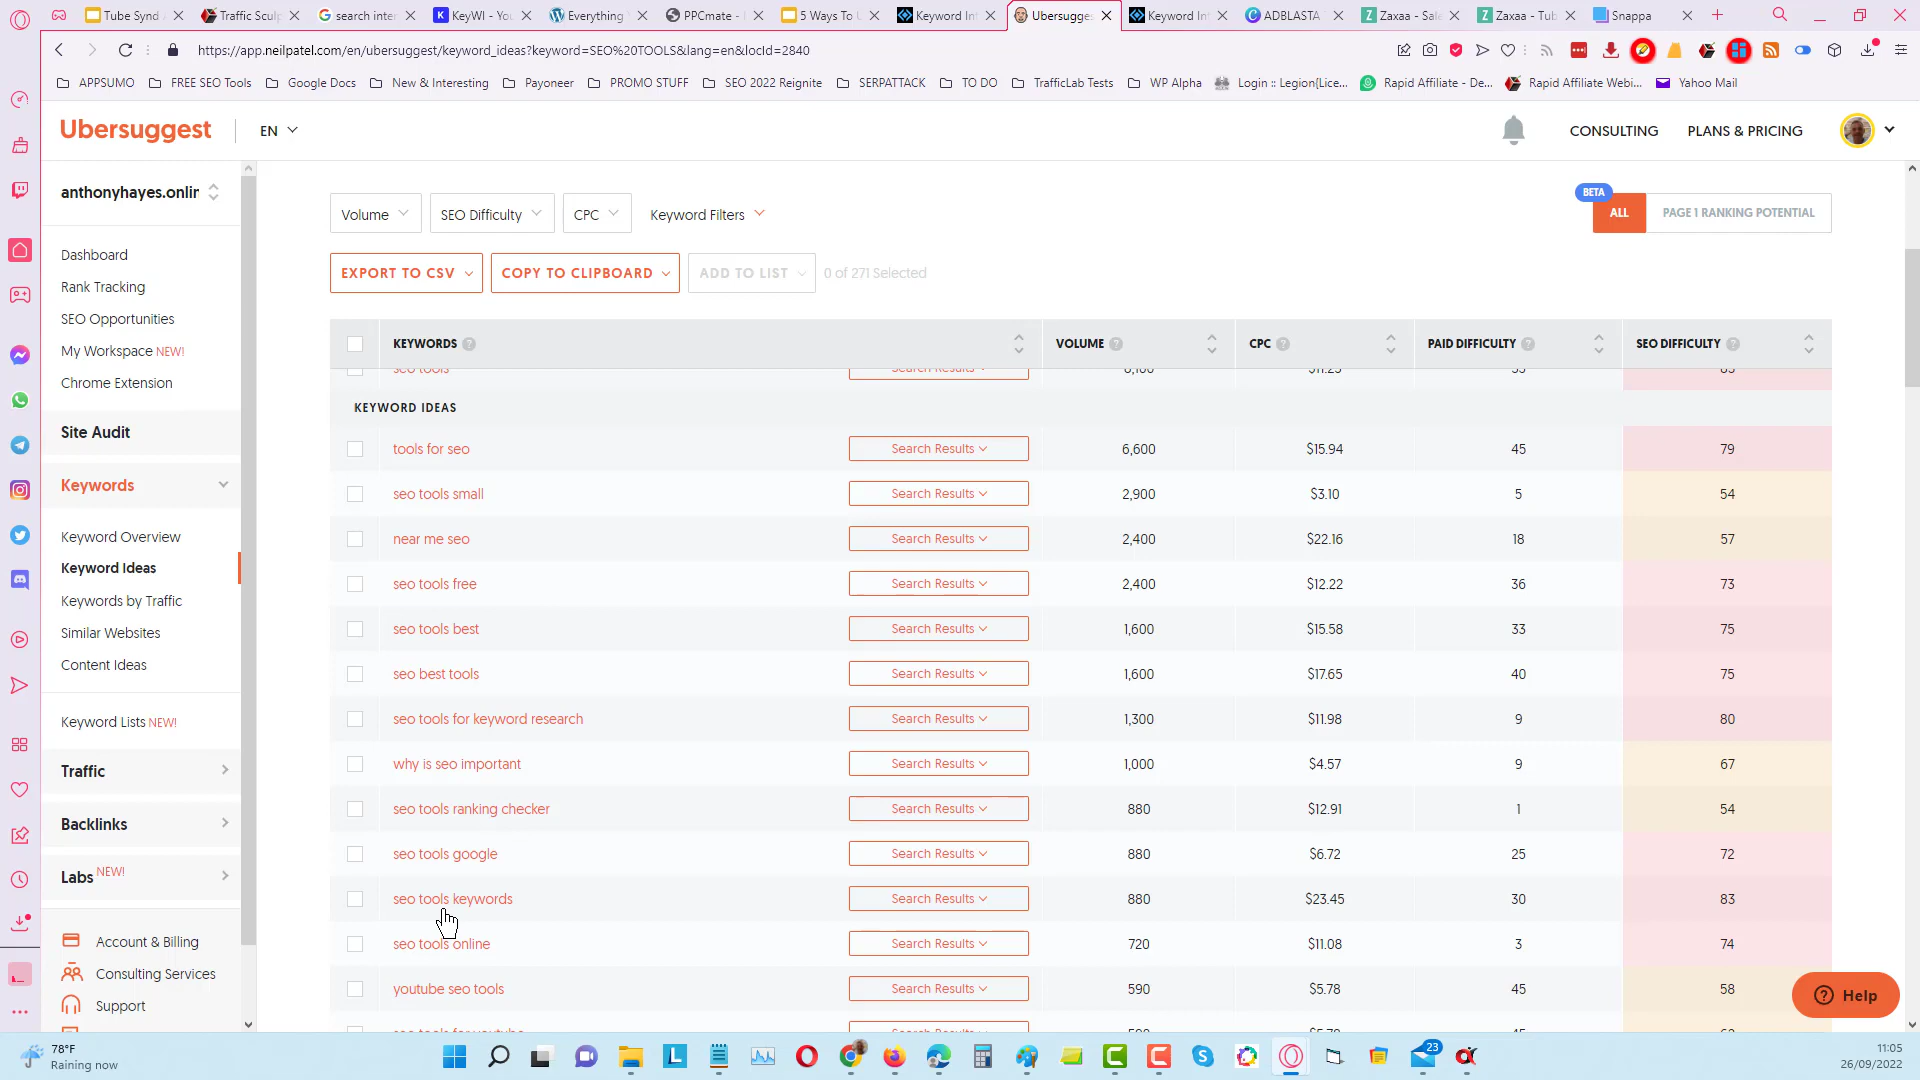 Tube Synd
Traffic Sculp
search inter
KeyWI - Yo
Everything
PPCmate -
5 Ways To U
Keyword In
Ubersugges
Keyword In
ADBLASTA
Zaxaa - Sale
Zaxaa - Tub
Snappa
https://app.neilpatel.com/en/ubersuggest/keyword_ideas?keyword=SEO%20TOOLS&lang=en&locId=2840
APPSUMO
FREE SEO Tools
Google Docs
New & Interesting
Payoneer
PROMO STUFF
SEO 2022 Reignite
SERPATTACK
TO DO
TrafficLab Tests
WP Alpha
Login :: Legion{Lice...
Rapid Affiliate - De...
Rapid Affiliate Webi...
Yahoo Mail
Ubersuggest
EN
CONSULTING
PLANS & PRICING
anthonyhayes.onlin
Dashboard
Rank Tracking
SEO Opportunities
My Workspace NEW!
Chrome Extension
Site Audit
Keywords
Keyword Overview
Keyword Ideas
Keywords by Traffic
Similar Websites
Content Ideas
Keyword Lists NEW!
Traffic
Backlinks
Labs NEW!
Account & Billing
Consulting Services
Support
Volume
SEO Difficulty
CPC
Keyword Filters
BETA
ALL
PAGE 1 RANKING POTENTIAL
EXPORT TO CSV
COPY TO CLIPBOARD
ADD TO LIST
0 of 271 Selected
KEYWORDS ? VOLUME ? CPC ? PAID DIFFICULTY ? SEO DIFFICULTY ?
seo tools Search Results
KEYWORD IDEAS
tools for seo Search Results 6,600 $15.94 45 79
seo tools small Search Results 2,900 $3.10 5 54
near me seo Search Results 2,400 $22.16 18 57
seo tools free Search Results 2,400 $12.22 36 73
seo tools best Search Results 1,600 $15.58 33 75
seo best tools Search Results 1,600 $17.65 40 75
seo tools for keyword research Search Results 1,300 $11.98 9 80
why is seo important Search Results 1,000 $4.57 9 67
seo tools ranking checker Search Results 880 $12.91 1 54
seo tools google Search Results 880 $6.72 25 72
seo tools keywords Search Results 880 $23.45 30 83
seo tools online Search Results 720 $11.08 3 74
youtube seo tools Search Results 590 $5.78 45 58
Help
78°F
Raining now
23
11:05
26/09/2022